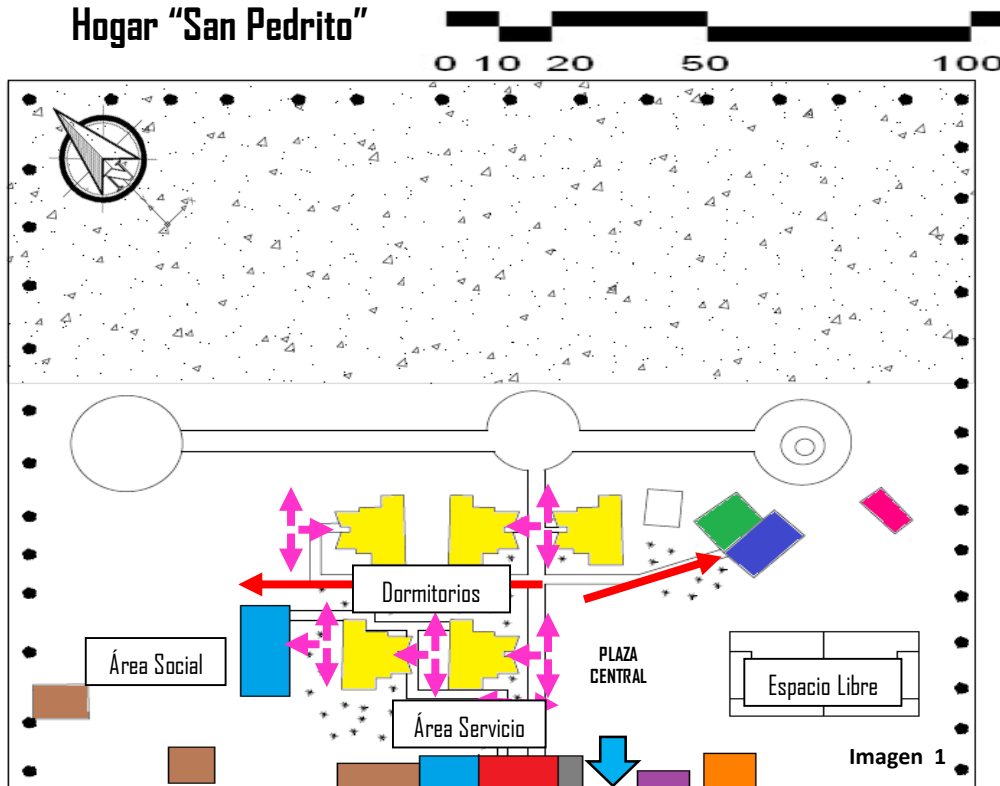 Hogar “San Pedrito”
0 10 20 50 100
Dormitorios
Área Social
PLAZA
CENTRAL
Espacio Libre
Área Servicio
Imagen 1